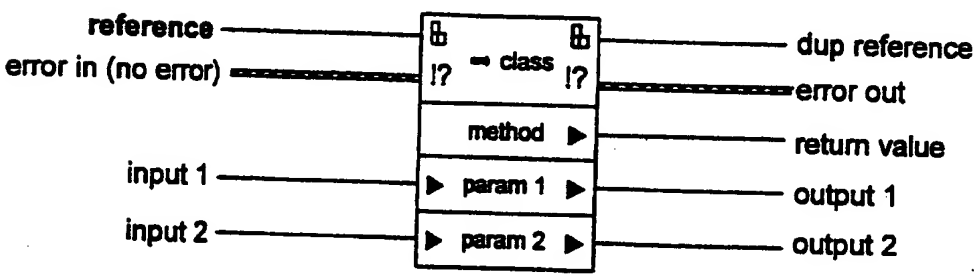 reference
dup reference
error in (no error)
!? class !?
error out
method
return value
input 1
param 1
output 1
input 2
param 2
output 2